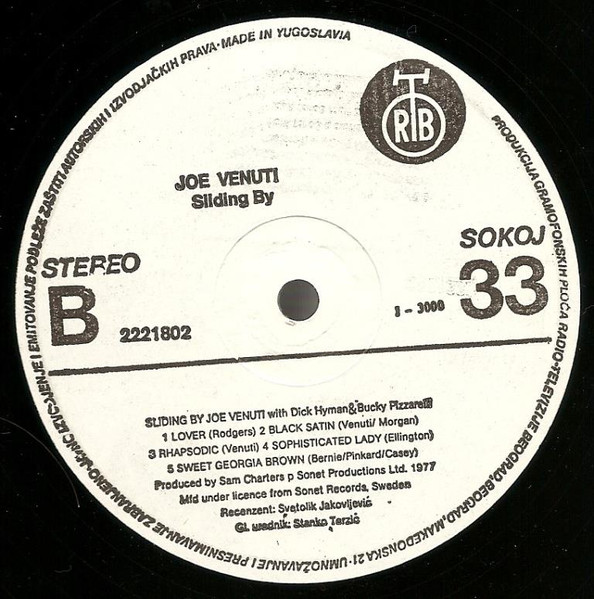 PRODUKCIJA GRAMOFONSKIH PLOČA RADIO-TELEVIZIJE BEOGRAD, BEOGRAD, MAKEDONSKA 21 · UMNOŽAVANJE I PRESNIMAVANJE ZABRANJENO · JAVNO IZVODJENJE I EMITOVANJE PODLEŽE ZAŠTITI AUTORSKIH I IZVODJAČKIH PRAVA · MADE IN YUGOSLAVIA
RTB
JOE VENUTI
Sliding By
STEREO
SOKOJ
B
33
2221802
1 - 3000
SLIDING BY JOE VENUTI with Dick Hyman & Bucky Pizzarelli
1 LOVER (Rodgers) 2 BLACK SATIN (Venuti/ Morgan)
3 RHAPSODIC (Venuti) 4 SOPHISTICATED LADY (Ellington)
5 SWEET GEORGIA BROWN (Bernie/Pinkard/Casey)
Produced by Sam Charters p Sonet Productions Ltd. 1977
Mfd under licence from Sonet Records, Sweden
Recenzent: Svetolik Jakovljević
Gl. urednik: Stanko Terzić